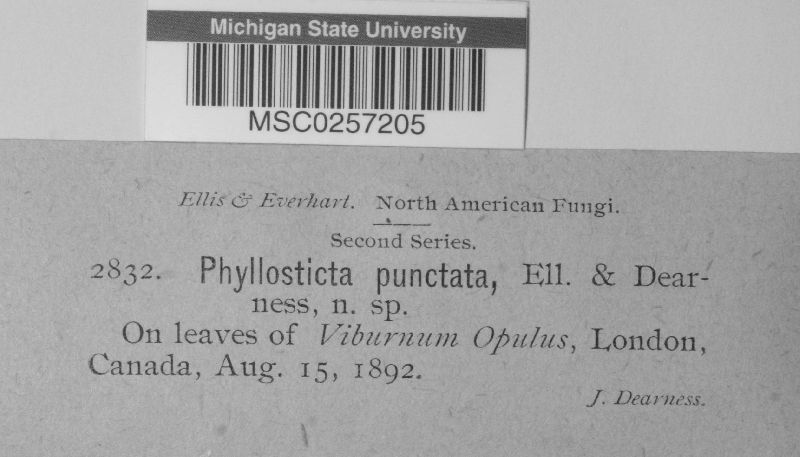 Michigan State University
MSC0257205
Ellis & Everhart. North American Fungi.
Second Series.
2832. Phyllosticta punctata, Ell. & Dear-
ness, n. sp.
On leaves of Viburnum Opulus, London,
Canada, Aug. 15, 1892.
J. Dearness.